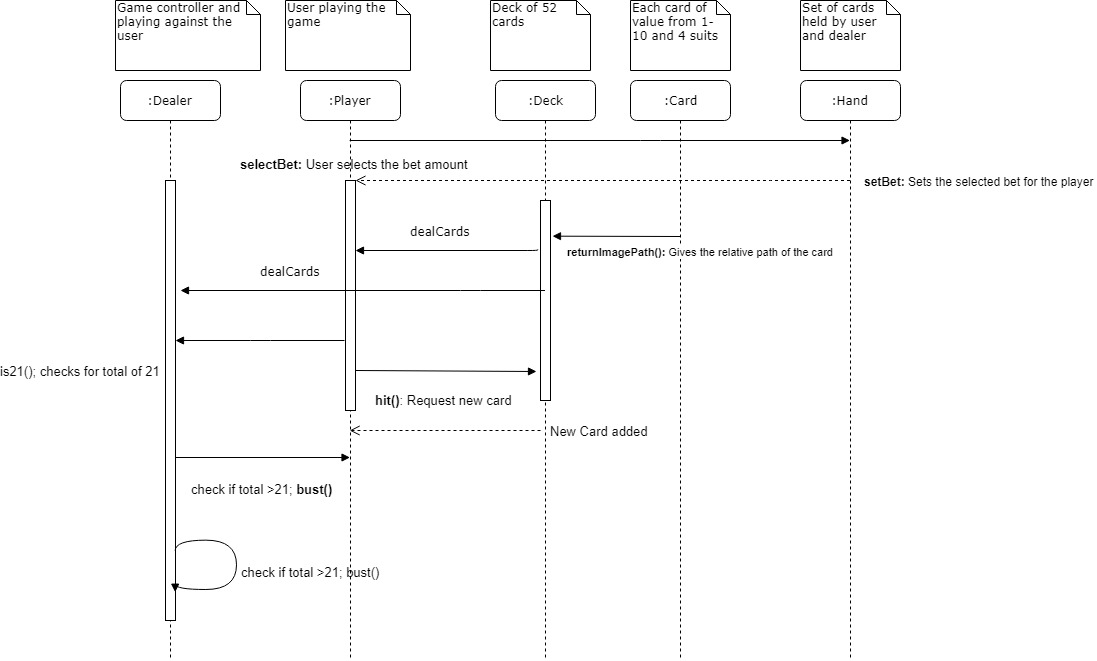 Game controller and
playing against the
user
User playing the
game
Deck of 52
cards
Each card of
value from 1-
10 and 4 suits
Set of cards
held by user
and dealer
:Dealer
:Player
:Deck
:Card
:Hand
selectBet: User selects the bet amount
setBet: Sets the selected bet for the player
dealCards
returnImagePath(): Gives the relative path of the card
dealCards
is21(); checks for total of 21
hit(): Request new card
New Card added
check if total >21; bust()
check if total >21; bust()